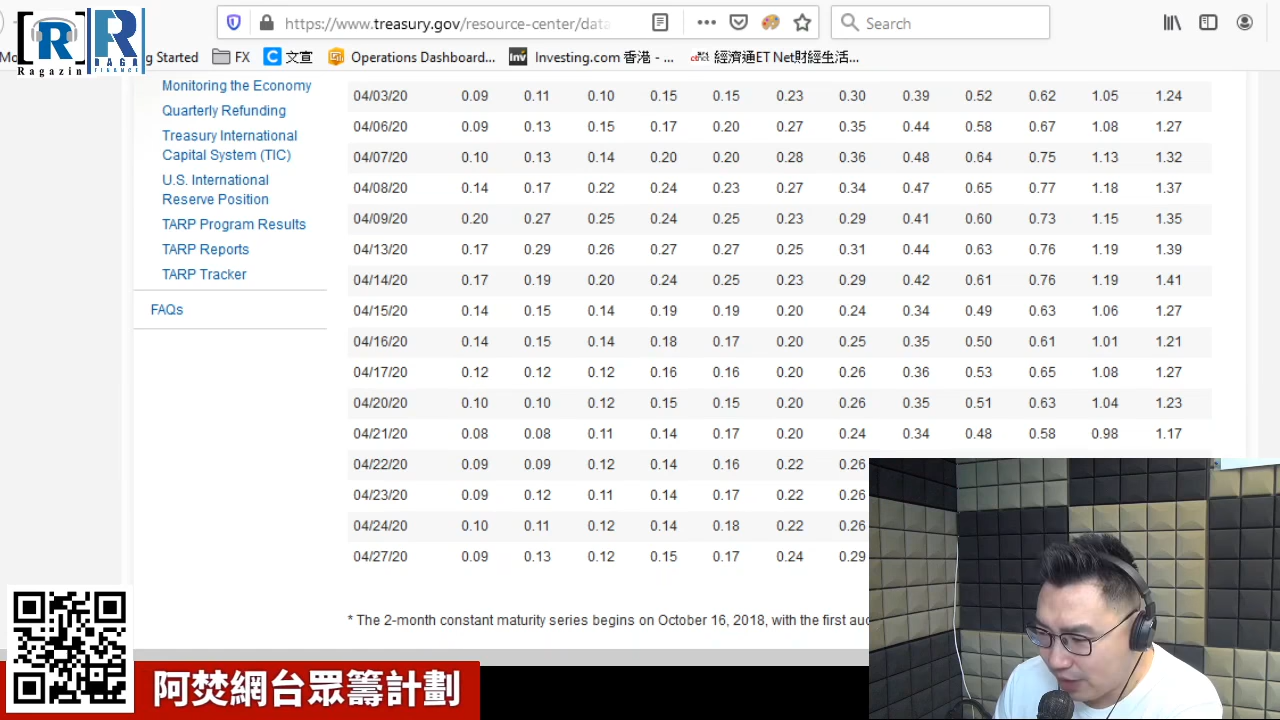 https://www.treasury.gov/resource-center/data
Search
[R]
Ragazin
R
RAGA
FINANCE
g Started
FX
C 文宣
Operations Dashboard...
Inv Investing.com 香港 - ...
經濟通ET Net財經生活...
Monitoring the Economy
Quarterly Refunding
Treasury International
Capital System (TIC)
U.S. International
Reserve Position
TARP Program Results
TARP Reports
TARP Tracker
FAQs
04/03/20 0.09 0.11 0.10 0.15 0.15 0.23 0.30 0.39 0.52 0.62 1.05 1.24
04/06/20 0.09 0.13 0.15 0.17 0.20 0.27 0.35 0.44 0.58 0.67 1.08 1.27
04/07/20 0.10 0.13 0.14 0.20 0.20 0.28 0.36 0.48 0.64 0.75 1.13 1.32
04/08/20 0.14 0.17 0.22 0.24 0.23 0.27 0.34 0.47 0.65 0.77 1.18 1.37
04/09/20 0.20 0.27 0.25 0.24 0.25 0.23 0.29 0.41 0.60 0.73 1.15 1.35
04/13/20 0.17 0.29 0.26 0.27 0.27 0.25 0.31 0.44 0.63 0.76 1.19 1.39
04/14/20 0.17 0.19 0.20 0.24 0.25 0.23 0.29 0.42 0.61 0.76 1.19 1.41
04/15/20 0.14 0.15 0.14 0.19 0.19 0.20 0.24 0.34 0.49 0.63 1.06 1.27
04/16/20 0.14 0.15 0.14 0.18 0.17 0.20 0.25 0.35 0.50 0.61 1.01 1.21
04/17/20 0.12 0.12 0.12 0.16 0.16 0.20 0.26 0.36 0.53 0.65 1.08 1.27
04/20/20 0.10 0.10 0.12 0.15 0.15 0.20 0.26 0.35 0.51 0.63 1.04 1.23
04/21/20 0.08 0.08 0.11 0.14 0.17 0.20 0.24 0.34 0.48 0.58 0.98 1.17
04/22/20 0.09 0.09 0.12 0.14 0.16 0.22 0.26
04/23/20 0.09 0.12 0.11 0.14 0.17 0.22 0.26
04/24/20 0.10 0.11 0.12 0.14 0.18 0.22 0.26
04/27/20 0.09 0.13 0.12 0.15 0.17 0.24 0.29
* The 2-month constant maturity series begins on October 16, 2018, with the first auc
阿焚網台眾籌計劃